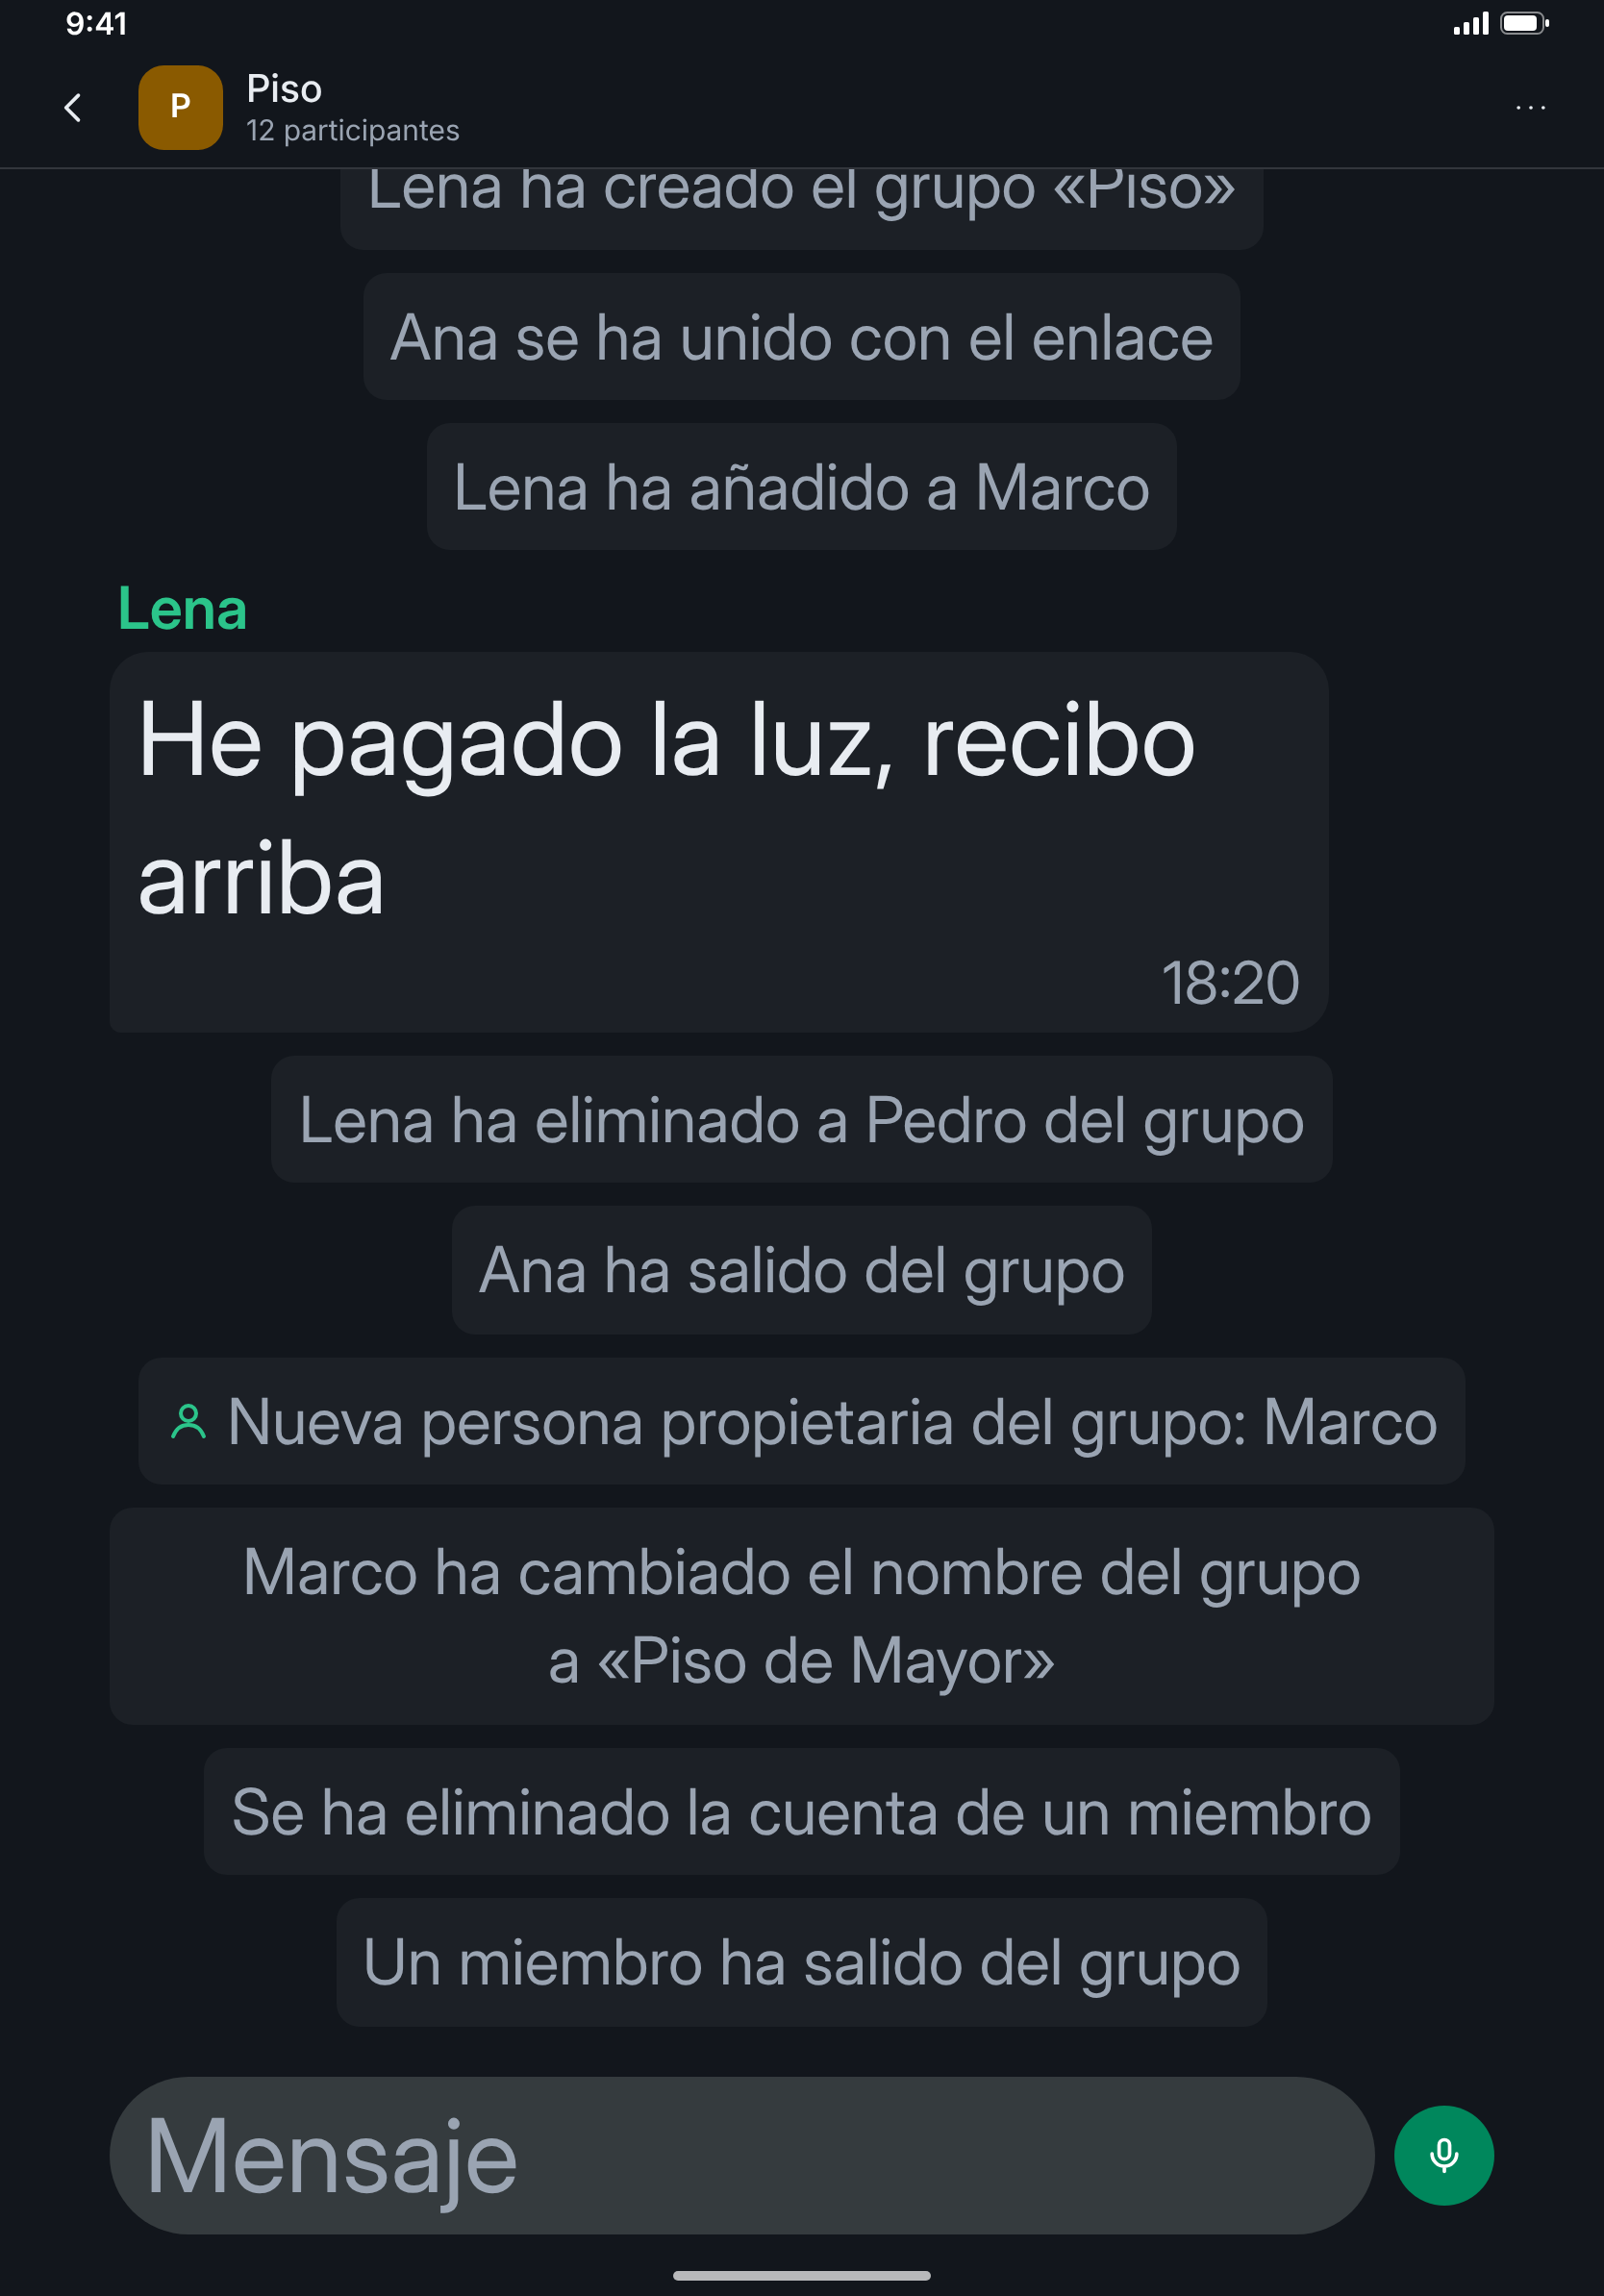 9:41
P
Piso
12 participantes
Lena ha creado el grupo «Piso»
Ana se ha unido con el enlace
Lena ha añadido a Marco
Lena
He pagado la luz, recibo
arriba
18:20
Lena ha eliminado a Pedro del grupo
Ana ha salido del grupo
Nueva persona propietaria del grupo: Marco
Marco ha cambiado el nombre del grupo
a «Piso de Mayor»
Se ha eliminado la cuenta de un miembro
Un miembro ha salido del grupo
Mensaje